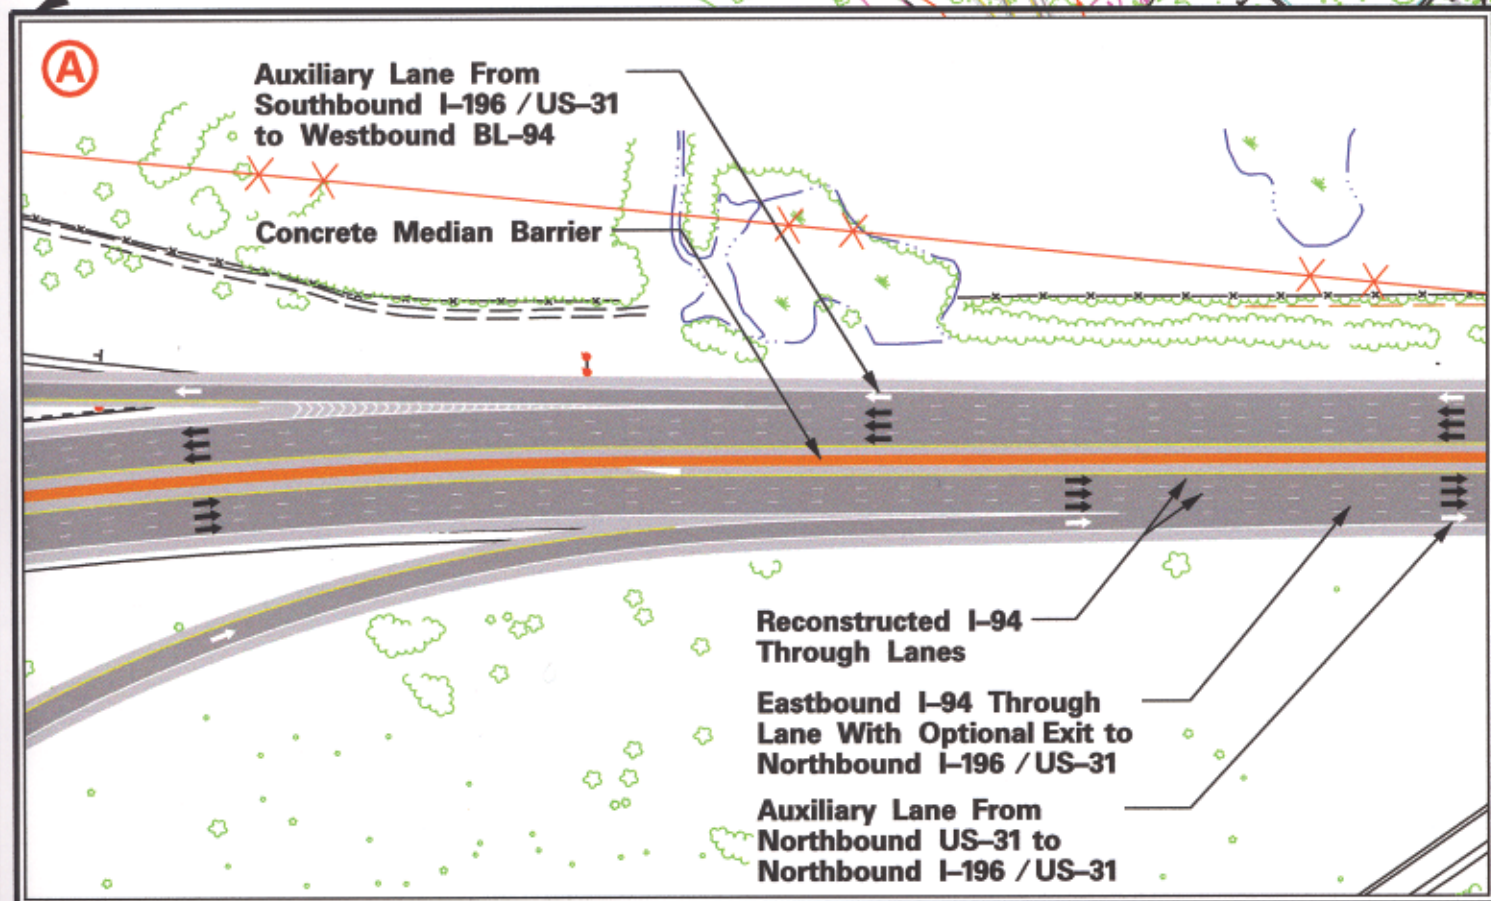 A
Auxiliary Lane From
Southbound I-196 / US-31
to Westbound BL-94
Concrete Median Barrier
Reconstructed I-94
Through Lanes
Eastbound I-94 Through
Lane With Optional Exit to
Northbound I-196 / US-31
Auxiliary Lane From
Northbound US-31 to
Northbound I-196 / US-31